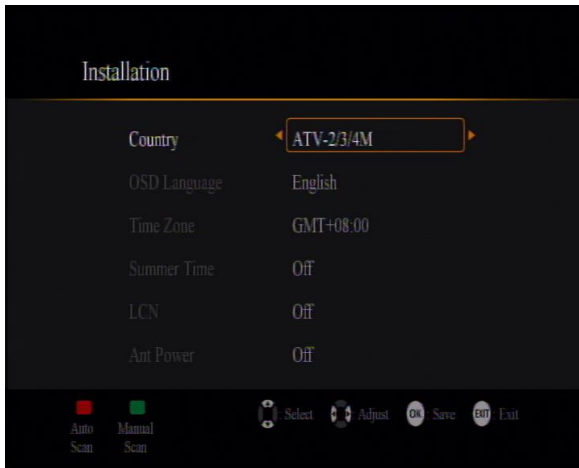 Installation
Country ATV-2/3/4M
OSD Language English
Time Zone GMT+08:00
Summer Time Off
LCN Off
Ant Power Off
Auto Scan Manual Scan : Select : Adjust OK : Save EXIT : Exit